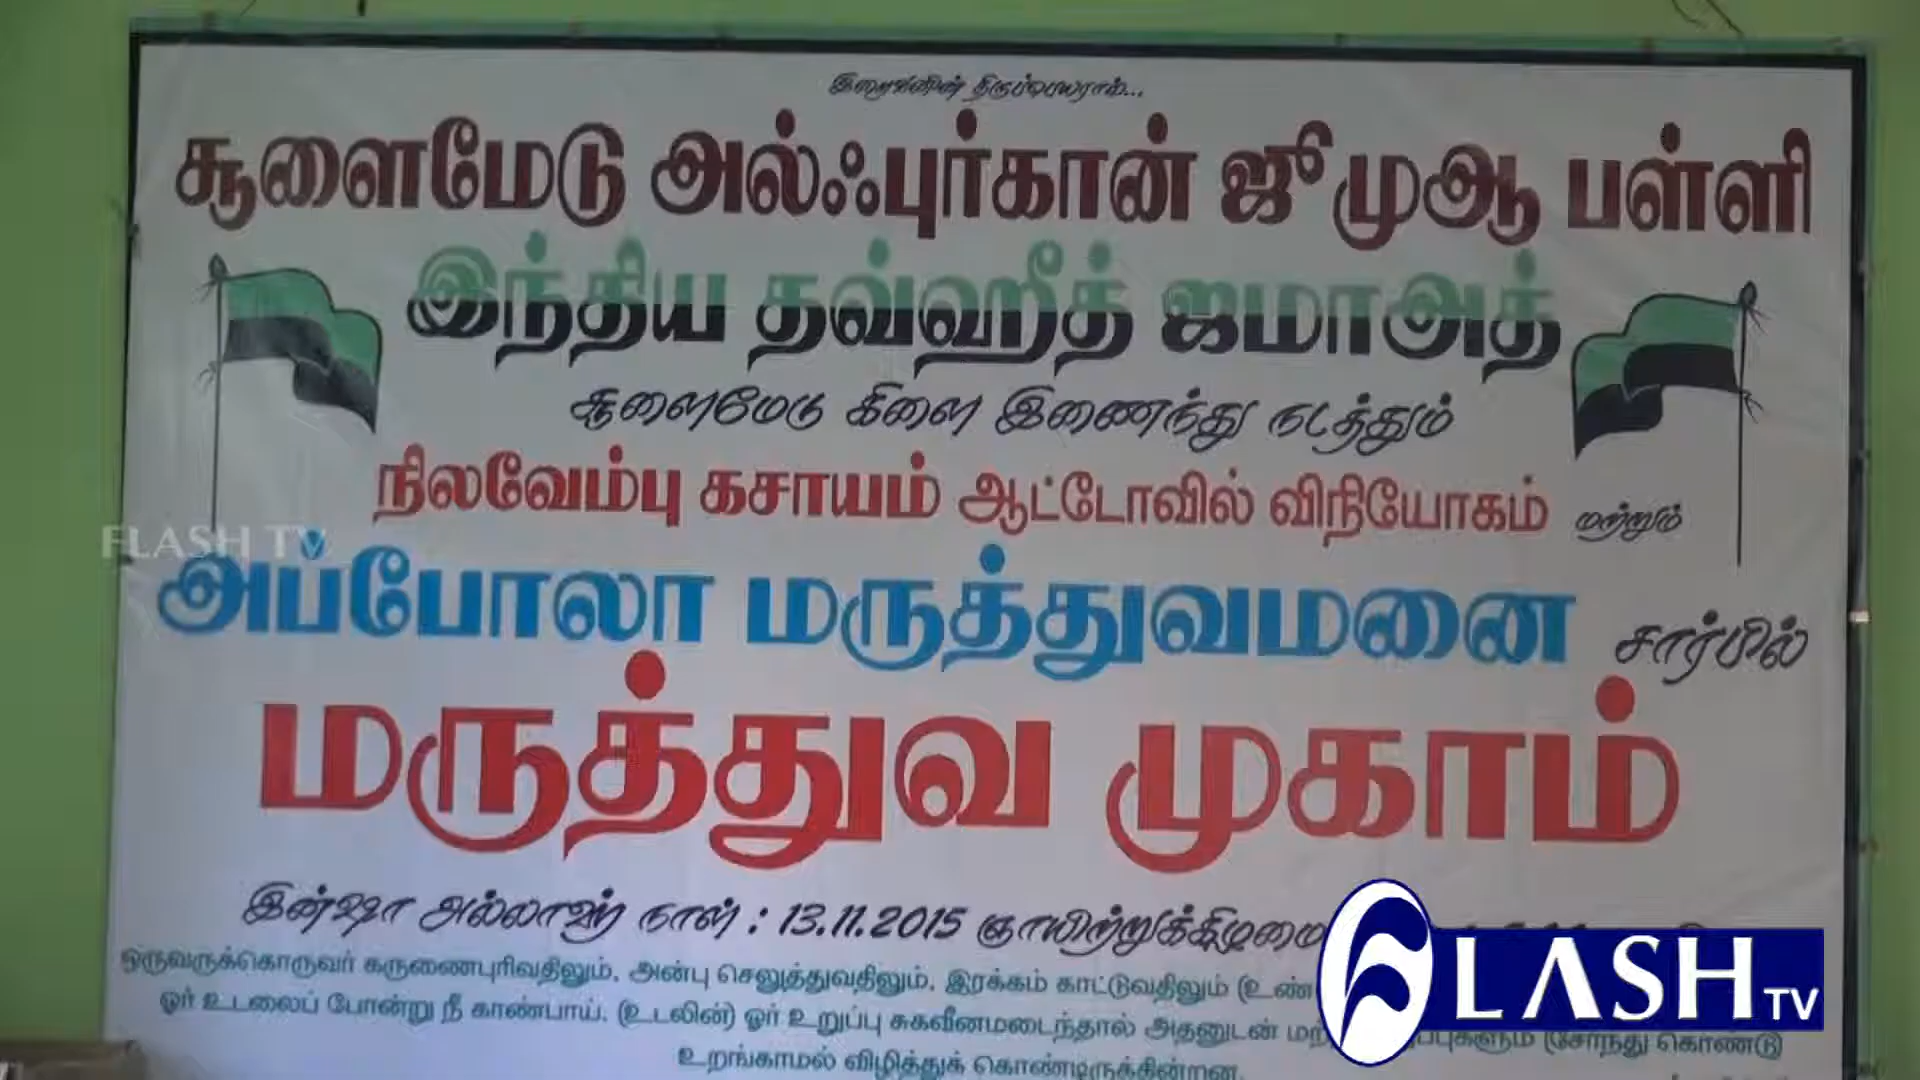 இறைவனின் திருப்பெயரால்...
சூளைமேடு அல்ஃபுர்கான் ஜுமுஆ பள்ளி
இந்திய தவ்ஹீத் ஜமாஅத்
சூளைமேடு கிளை இணைந்து நடத்தும்
நிலவேம்பு கசாயம் ஆட்டோவில் விநியோகம் மற்றும்
FLASH TV
அப்போலா மருத்துவமனை சார்பில்
மருத்துவ முகாம்
இன்ஷா அல்லாஹ் நாள் : 13.11.2015 ஞாயிற்றுக்கிழமை
ஒருவருக்கொருவர் கருணைபுரிவதிலும், அன்பு செலுத்துவதிலும், இரக்கம் காட்டுவதிலும் (உண்
ஓர் உடலைப் போன்று நீ காண்பாய். (உடலின்) ஓர் உறுப்பு சுகவீனமடைந்தால் அதனுடன் (சேர்ந்து கொண்டு
உறங்காமல் விழித்துக் கொண்டிருக்கின்றன.
FLASH TV